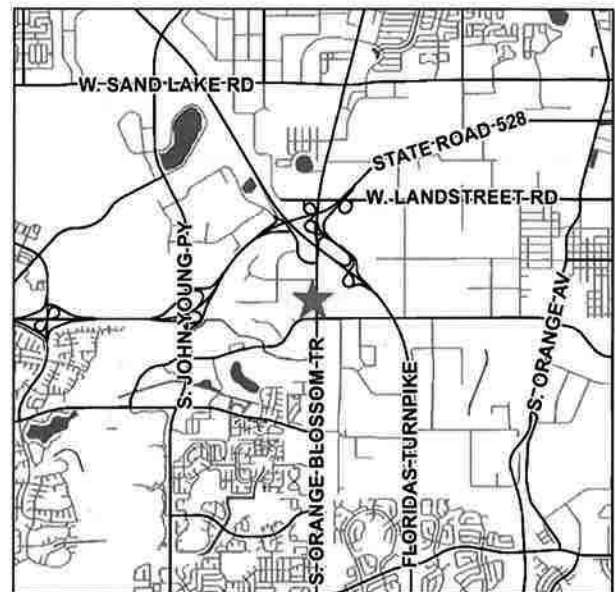 W. SAND LAKE RD
STATE ROAD 528
W. LANDSTREET RD
S. JOHN YOUNG PY
S. ORANGE AV
S. ORANGE BLOSSOM TR
FLORIDAS TURNPIKE